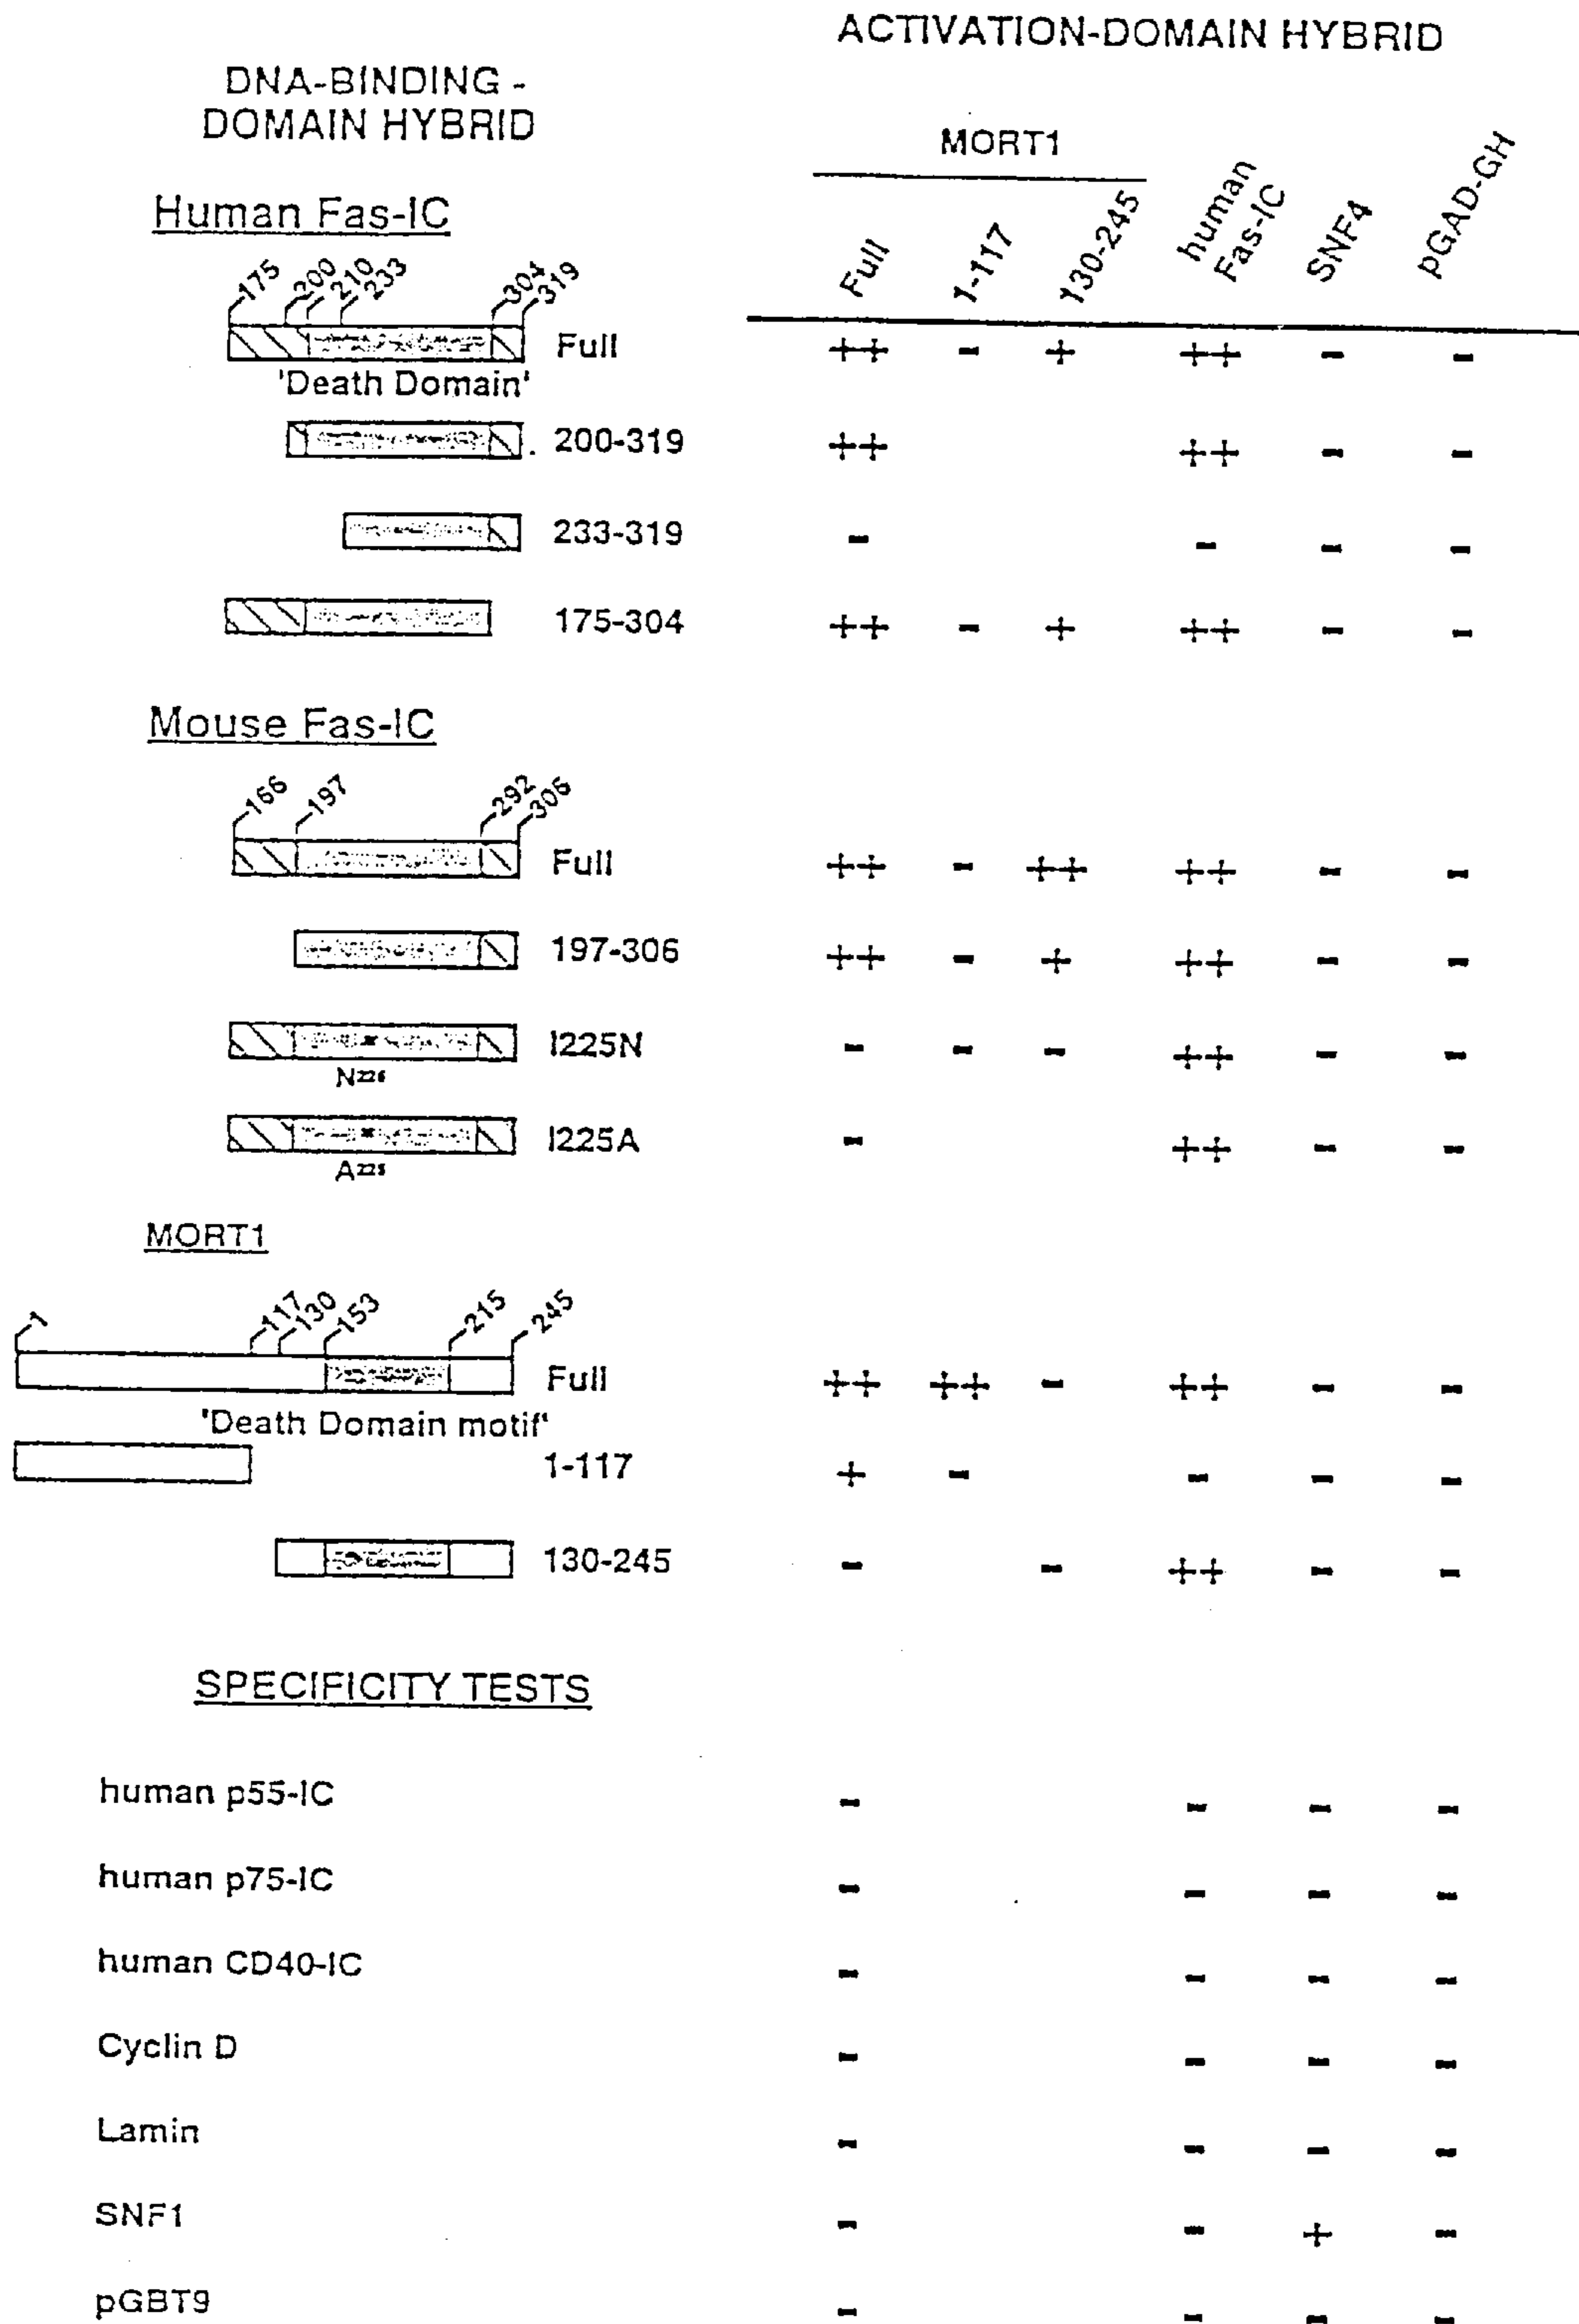 ACTIVATION-DOMAIN HYBRID
DNA-BINDING -
DOMAIN HYBRID
MORT1
Full 1-117 130-245 human Fas-IC SNF4 pGAD-GH
Human Fas-IC
175 200 210 233 304 319
Full ++ - + ++ - -
'Death Domain'
200-319 ++ ++ - -
233-319 - - - -
175-304 ++ - + ++ - -
Mouse Fas-IC
166 197 292 306
Full ++ - ++ ++ - -
197-306 ++ - + ++ - -
I225N - - - ++ - -
N225
I225A - ++ - -
A225
MORT1
1 117 130 153 215 245
Full ++ ++ - ++ - -
'Death Domain motif'
1-117 + - - - -
130-245 - - ++ - -
SPECIFICITY TESTS
human p55-IC - - - -
human p75-IC - - - -
human CD40-IC - - - -
Cyclin D - - - -
Lamin - - - -
SNF1 - - + -
pGBT9 - - - -